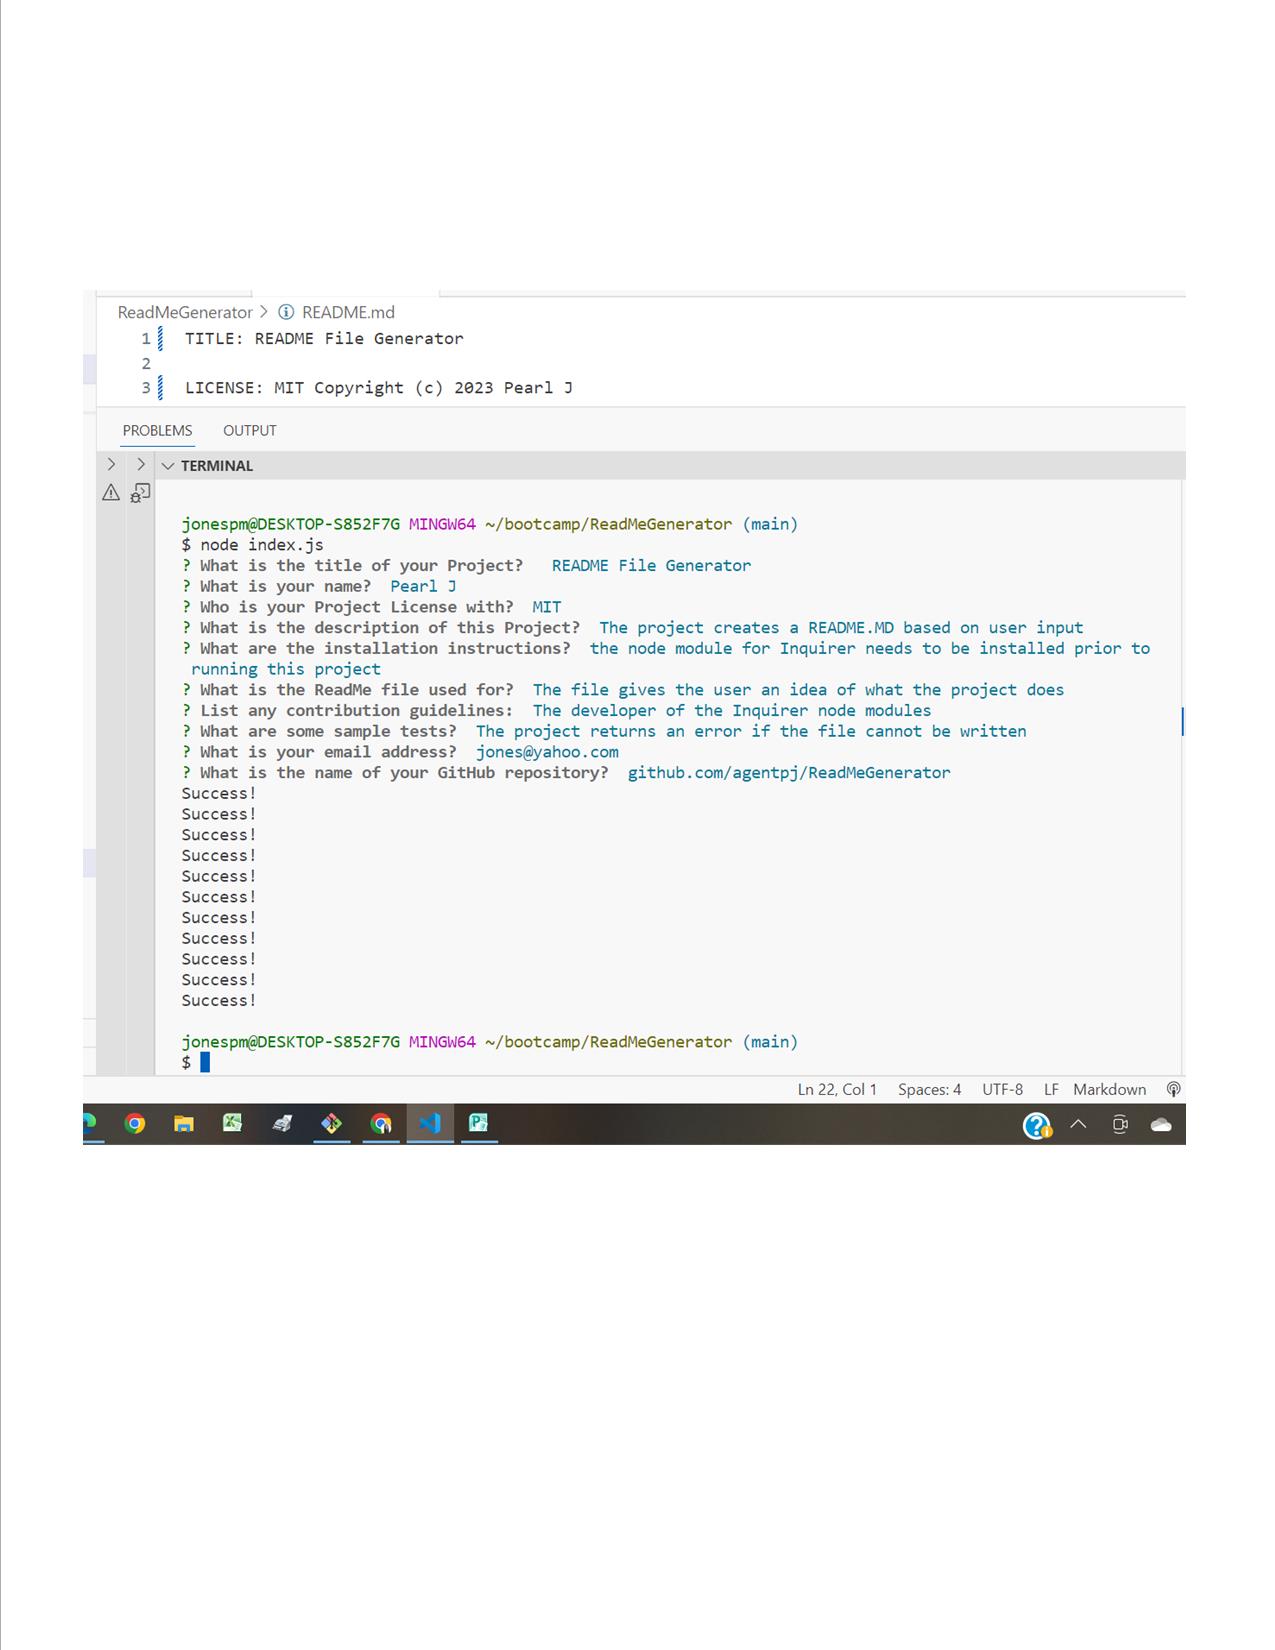 ReadMeGenerator > README.md
1 TITLE: README File Generator
2
3 LICENSE: MIT Copyright (c) 2023 Pearl J
PROBLEMS OUTPUT
TERMINAL
jonespm@DESKTOP-S852F7G MINGW64 ~/bootcamp/ReadMeGenerator (main)
$ node index.js
? What is the title of your Project? README File Generator
? What is your name? Pearl J
? Who is your Project License with? MIT
? What is the description of this Project? The project creates a README.MD based on user input
? What are the installation instructions? the node module for Inquirer needs to be installed prior to
running this project
? What is the ReadMe file used for? The file gives the user an idea of what the project does
? List any contribution guidelines: The developer of the Inquirer node modules
? What are some sample tests? The project returns an error if the file cannot be written
? What is your email address? jones@yahoo.com
? What is the name of your GitHub repository? github.com/agentpj/ReadMeGenerator
Success!
Success!
Success!
Success!
Success!
Success!
Success!
Success!
Success!
Success!
Success!
jonespm@DESKTOP-S852F7G MINGW64 ~/bootcamp/ReadMeGenerator (main)
$
Ln 22, Col 1 Spaces: 4 UTF-8 LF Markdown